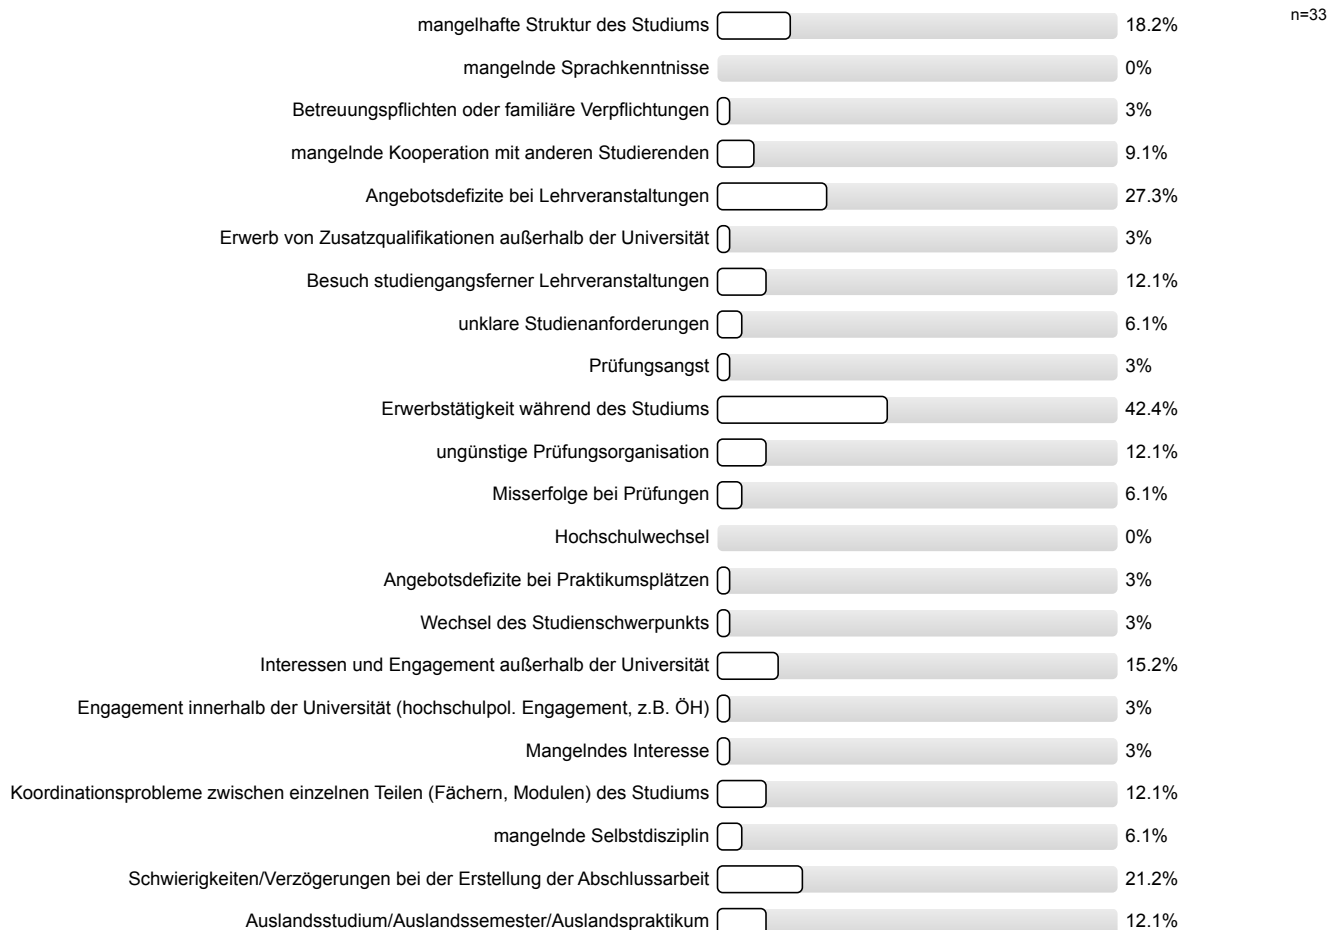 n=33
mangelhafte Struktur des Studiums 18.2%
mangelnde Sprachkenntnisse 0%
Betreuungspflichten oder familiäre Verpflichtungen 3%
mangelnde Kooperation mit anderen Studierenden 9.1%
Angebotsdefizite bei Lehrveranstaltungen 27.3%
Erwerb von Zusatzqualifikationen außerhalb der Universität 3%
Besuch studiengangsferner Lehrveranstaltungen 12.1%
unklare Studienanforderungen 6.1%
Prüfungsangst 3%
Erwerbstätigkeit während des Studiums 42.4%
ungünstige Prüfungsorganisation 12.1%
Misserfolge bei Prüfungen 6.1%
Hochschulwechsel 0%
Angebotsdefizite bei Praktikumsplätzen 3%
Wechsel des Studienschwerpunkts 3%
Interessen und Engagement außerhalb der Universität 15.2%
Engagement innerhalb der Universität (hochschulpol. Engagement, z.B. ÖH) 3%
Mangelndes Interesse 3%
Koordinationsprobleme zwischen einzelnen Teilen (Fächern, Modulen) des Studiums 12.1%
mangelnde Selbstdisziplin 6.1%
Schwierigkeiten/Verzögerungen bei der Erstellung der Abschlussarbeit 21.2%
Auslandsstudium/Auslandssemester/Auslandspraktikum 12.1%